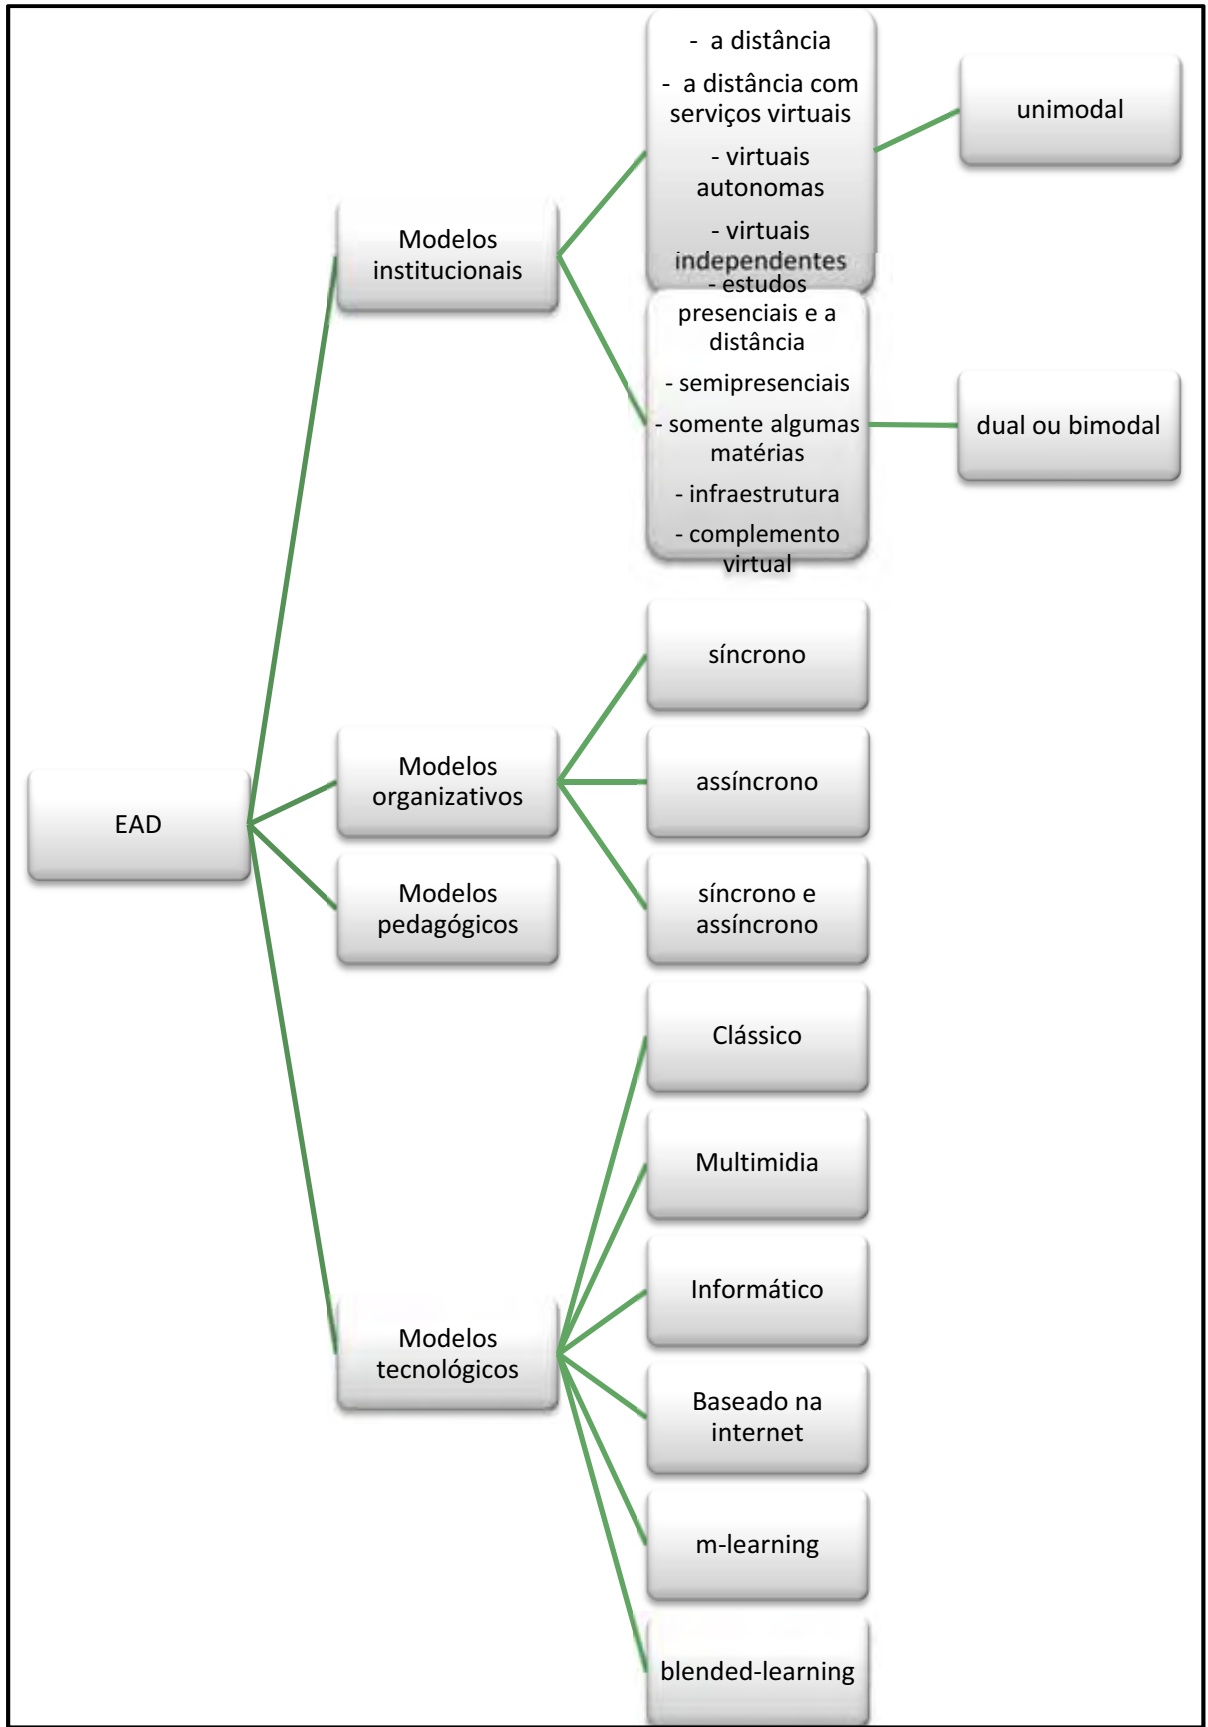 - a distância
- a distância com
serviços virtuais
- virtuais
autonomas
- virtuais
independentes
unimodal
Modelos
institucionais
- estudos
presenciais e a
distância
- semipresenciais
- somente algumas
matérias
- infraestrutura
- complemento
virtual
dual ou bimodal
síncrono
Modelos
organizativos
assíncrono
EAD
Modelos
pedagógicos
síncrono e
assíncrono
Clássico
Multimidia
Informático
Modelos
tecnológicos
Baseado na
internet
m-learning
blended-learning